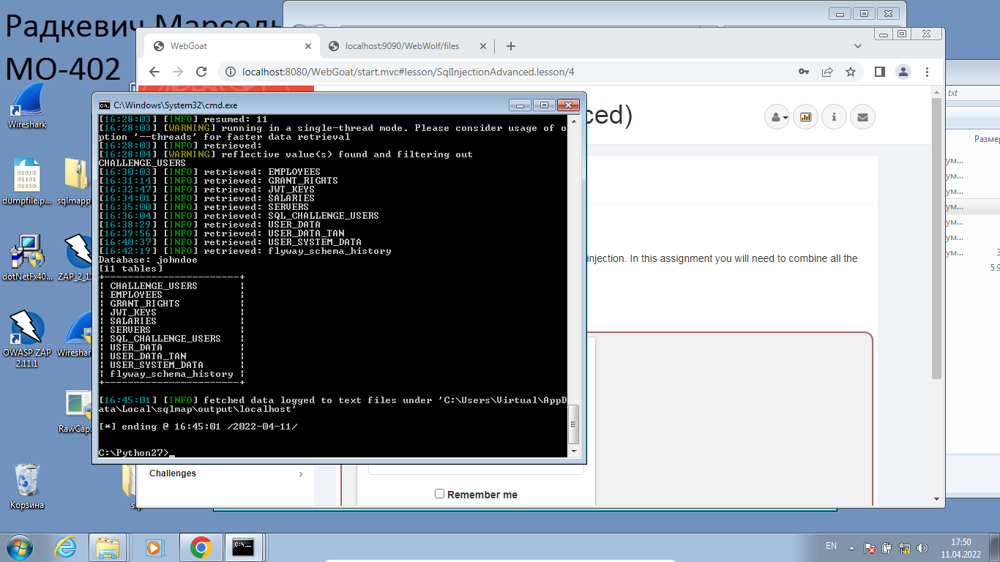 Радкевич Марсель
МО-402
WebGoat
localhost:9090/WebWolf/files
localhost:8080/WebGoat/start.mvc#lesson/SqlInjectionAdvanced.lesson/4
txt
Wireshark
C:\Windows\System32\cmd.exe
ced)
[16:28:03] [INFO] resumed: 11
[16:28:03] [WARNING] running in a single-thread mode. Please consider usage of o
ption '--threads' for faster data retrieval
[16:28:03] [INFO] retrieved:
[16:28:04] [WARNING] reflective value(s) found and filtering out
CHALLENGE_USERS
[16:30:03] [INFO] retrieved: EMPLOYEES
[16:31:14] [INFO] retrieved: GRANT_RIGHTS
[16:32:47] [INFO] retrieved: JWT_KEYS
[16:34:01] [INFO] retrieved: SALARIES
[16:35:00] [INFO] retrieved: SERVERS
[16:36:04] [INFO] retrieved: SQL_CHALLENGE_USERS
[16:38:29] [INFO] retrieved: USER_DATA
[16:39:56] [INFO] retrieved: USER_DATA_TAN
[16:40:37] [INFO] retrieved: USER_SYSTEM_DATA
[16:42:19] [INFO] retrieved: flyway_schema_history
Database: johndoe
[11 tables]
+-----------------------+
| CHALLENGE_USERS       |
| EMPLOYEES             |
| GRANT_RIGHTS          |
| JWT_KEYS              |
| SALARIES              |
| SERVERS               |
| SQL_CHALLENGE_USERS   |
| USER_DATA             |
| USER_DATA_TAN         |
| USER_SYSTEM_DATA      |
| flyway_schema_history |
+-----------------------+
[16:45:01] [INFO] fetched data logged to text files under 'C:\Users\Virtual\AppD
ata\Local\sqlmap\output\localhost'
[*] ending @ 16:45:01 /2022-04-11/
C:\Python27>_
injection. In this assignment you will need to combine all the
Разме
ум...
ум...
ум...
ум...
ум...
ум...
ум... 3
5 9
dumpfile.p... sqlmapp
dotNetFx40... ZAP_2_11
OWASP ZAP
2.11.1
Wireshar
RawCap.
Корзина
Challenges
Remember me
EN
17:50
11.04.2022